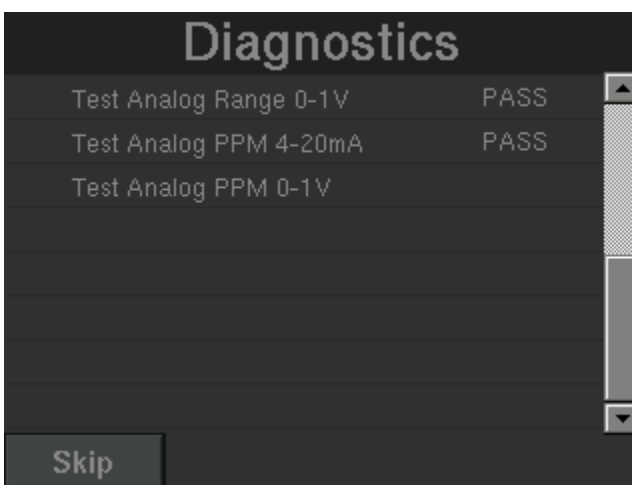 Diagnostics
Test Analog Range 0-1V PASS
Test Analog PPM 4-20mA PASS
Test Analog PPM 0-1V
Skip